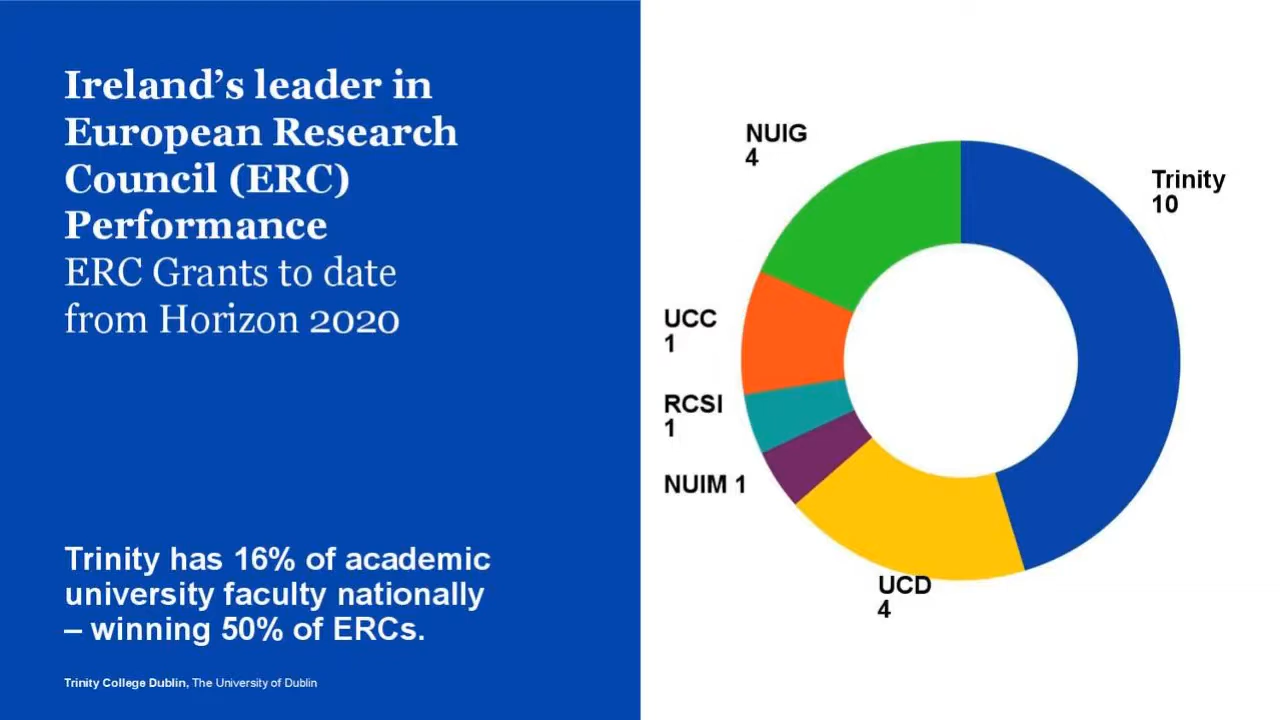 Ireland’s leader in
European Research
Council (ERC)
Performance
ERC Grants to date
from Horizon 2020
Trinity has 16% of academic
university faculty nationally
– winning 50% of ERCs.
Trinity College Dublin, The University of Dublin
NUIG
4
Trinity
10
UCC
1
RCSI
1
NUIM 1
UCD
4